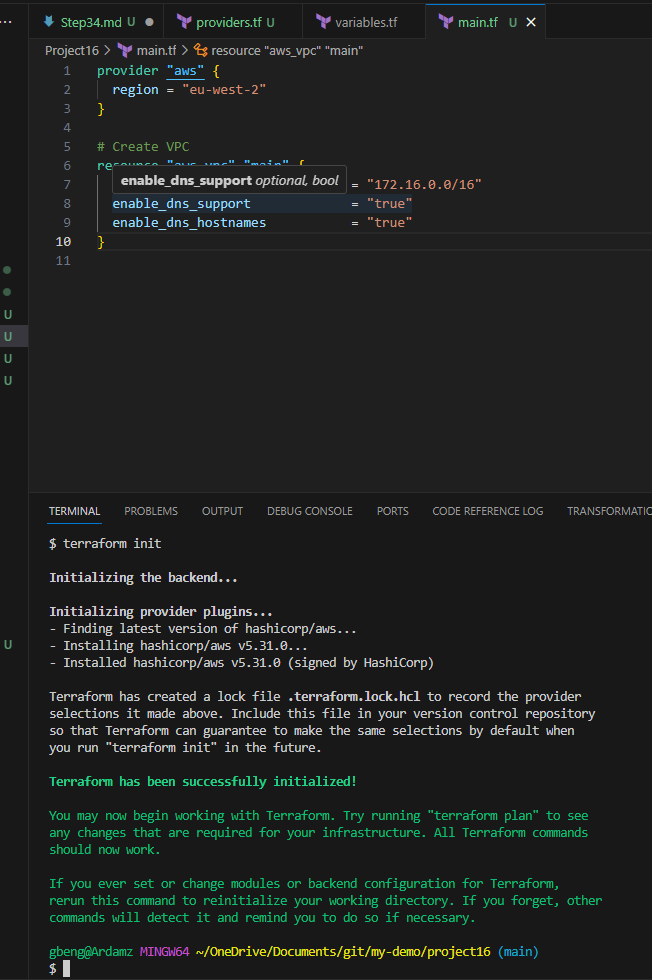 Step34.md U
providers.tf U
variables.tf
main.tf U
Project16 > main.tf > resource "aws_vpc" "main"
1 provider "aws" {
2 region = "eu-west-2"
3 }
4
5 # Create VPC
6 resource "aws_vpc" "main" {
enable_dns_support optional, bool
7 = "172.16.0.0/16"
8 enable_dns_support = "true"
9 enable_dns_hostnames = "true"
10 }
11
U
U
U
U
U
TERMINAL PROBLEMS OUTPUT DEBUG CONSOLE PORTS CODE REFERENCE LOG TRANSFORMATIO
$ terraform init
Initializing the backend...
Initializing provider plugins...
- Finding latest version of hashicorp/aws...
- Installing hashicorp/aws v5.31.0...
- Installed hashicorp/aws v5.31.0 (signed by HashiCorp)
Terraform has created a lock file .terraform.lock.hcl to record the provider
selections it made above. Include this file in your version control repository
so that Terraform can guarantee to make the same selections by default when
you run "terraform init" in the future.
Terraform has been successfully initialized!
You may now begin working with Terraform. Try running "terraform plan" to see
any changes that are required for your infrastructure. All Terraform commands
should now work.
If you ever set or change modules or backend configuration for Terraform,
rerun this command to reinitialize your working directory. If you forget, other
commands will detect it and remind you to do so if necessary.
gbeng@Ardamz MINGW64 ~/OneDrive/Documents/git/my-demo/project16 (main)
$